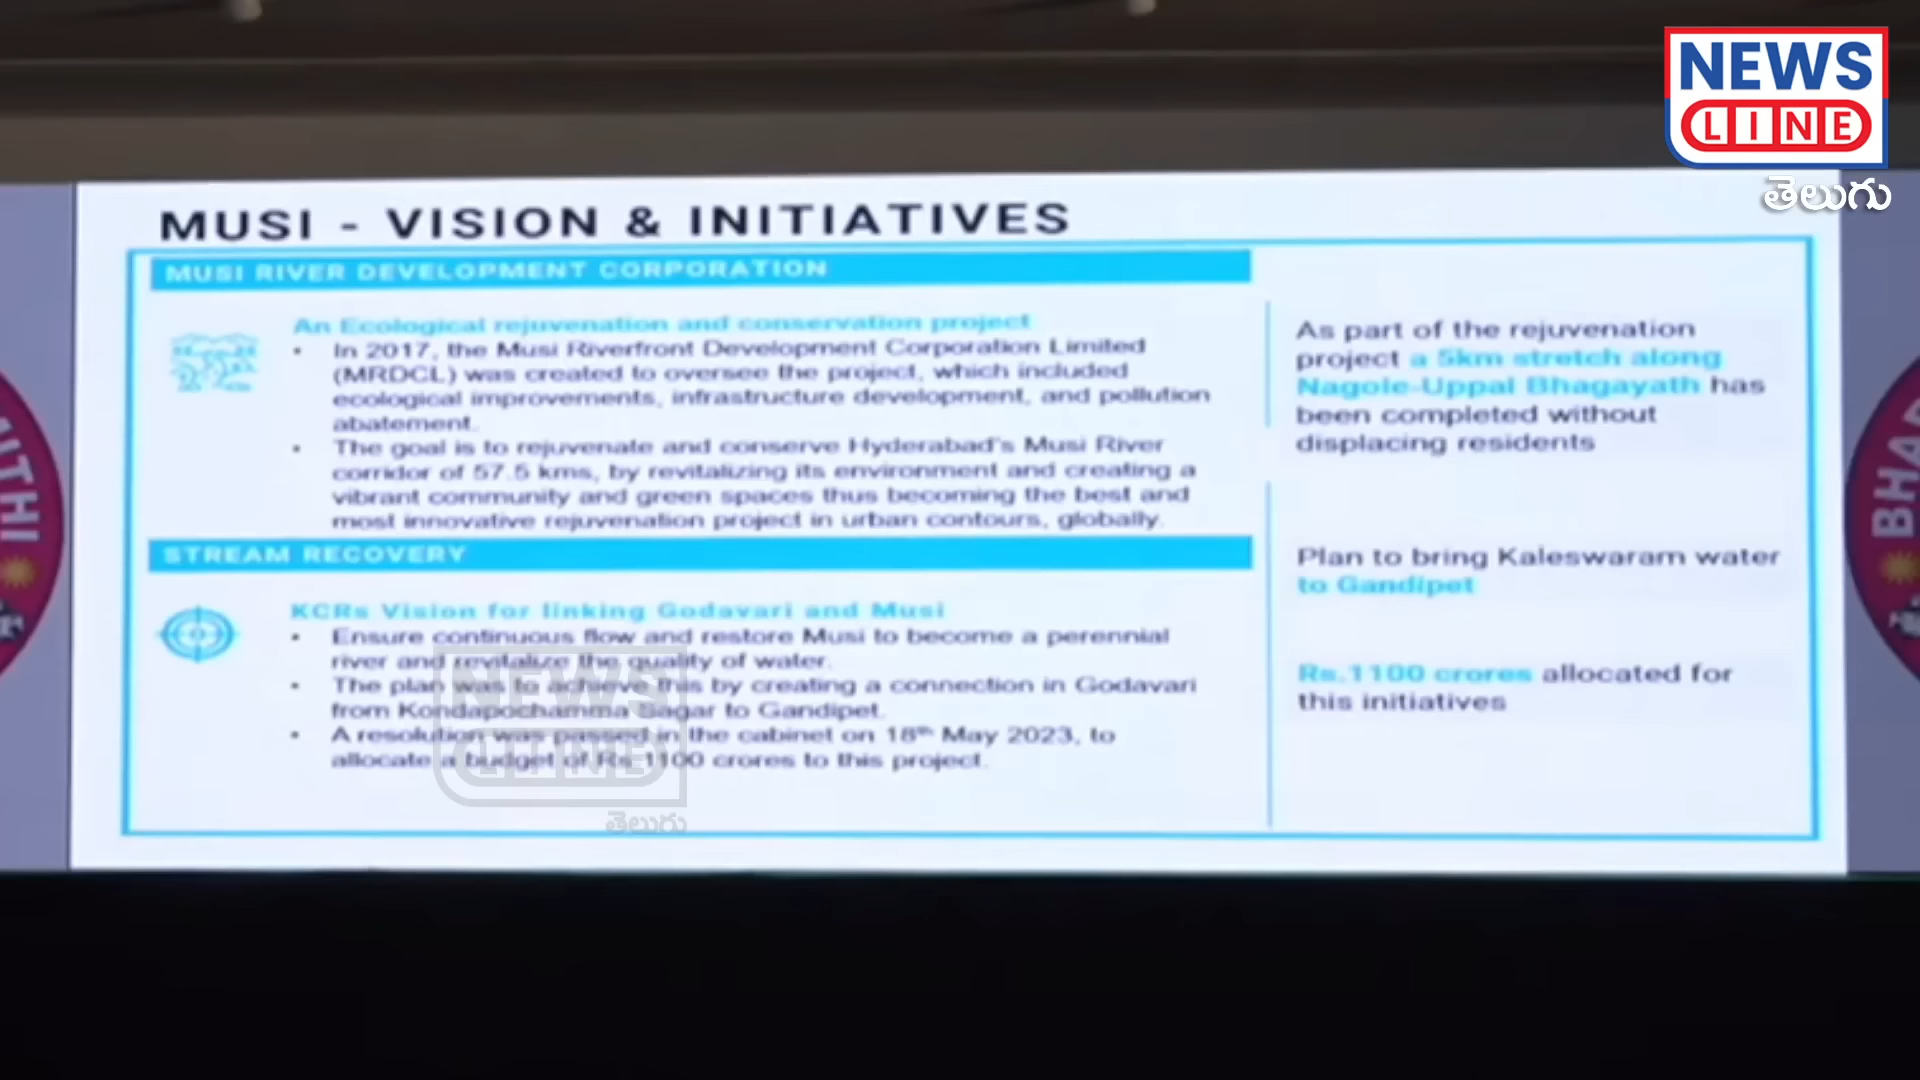 NEWS
LINE
తెలుగు
MUSI - VISION & INITIATIVES
MUSI RIVER DEVELOPMENT CORPORATION
An Ecological rejuvenation and conservation project
• In 2017, the Musi Riverfront Development Corporation Limited
(MRDCL) was created to oversee the project, which included
ecological improvements, infrastructure development, and pollution
abatement.
• The goal is to rejuvenate and conserve Hyderabad's Musi River
corridor of 57.5 kms, by revitalizing its environment and creating a
vibrant community and green spaces thus becoming the best and
most innovative rejuvenation project in urban contours, globally.
STREAM RECOVERY
KCRs Vision for linking Godavari and Musi
• Ensure continuous flow and restore Musi to become a perennial
river and revitalize the quality of water.
• The plan was to achieve this by creating a connection in Godavari
from Kondapochamma Sagar to Gandipet.
• A resolution was passed in the cabinet on 18th May 2023, to
allocate a budget of Rs 1100 crores to this project.
As part of the rejuvenation
project a 5km stretch along
Nagole-Uppal Bhagayath has
been completed without
displacing residents
Plan to bring Kaleswaram water
to Gandipet
Rs.1100 crores allocated for
this initiatives
NEWS
LINE
తెలుగు